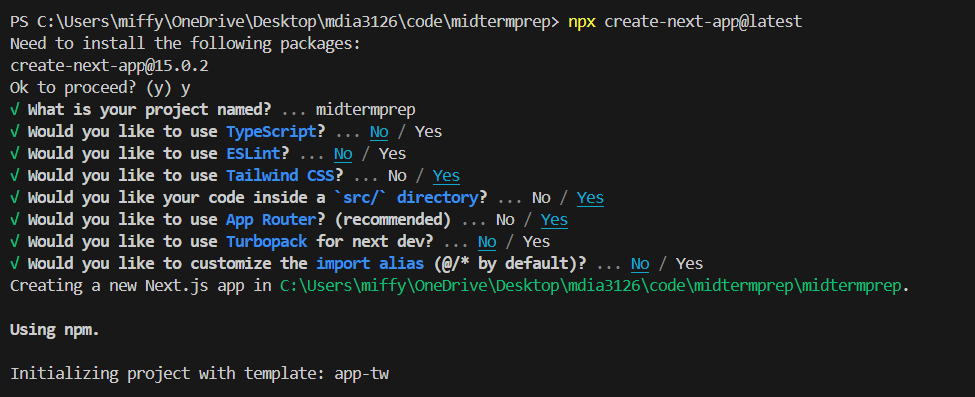 PS C:\Users\miffy\OneDrive\Desktop\mdia3126\code\midtermprep> npx create-next-app@latest
Need to install the following packages:
create-next-app@15.0.2
Ok to proceed? (y) y
√ What is your project named? ... midtermprep
√ Would you like to use TypeScript? ... No / Yes
√ Would you like to use ESLint? ... No / Yes
√ Would you like to use Tailwind CSS? ... No / Yes
√ Would you like your code inside a `src/` directory? ... No / Yes
√ Would you like to use App Router? (recommended) ... No / Yes
√ Would you like to use Turbopack for next dev? ... No / Yes
√ Would you like to customize the import alias (@/* by default)? ... No / Yes
Creating a new Next.js app in C:\Users\miffy\OneDrive\Desktop\mdia3126\code\midtermprep\midtermprep.
Using npm.
Initializing project with template: app-tw